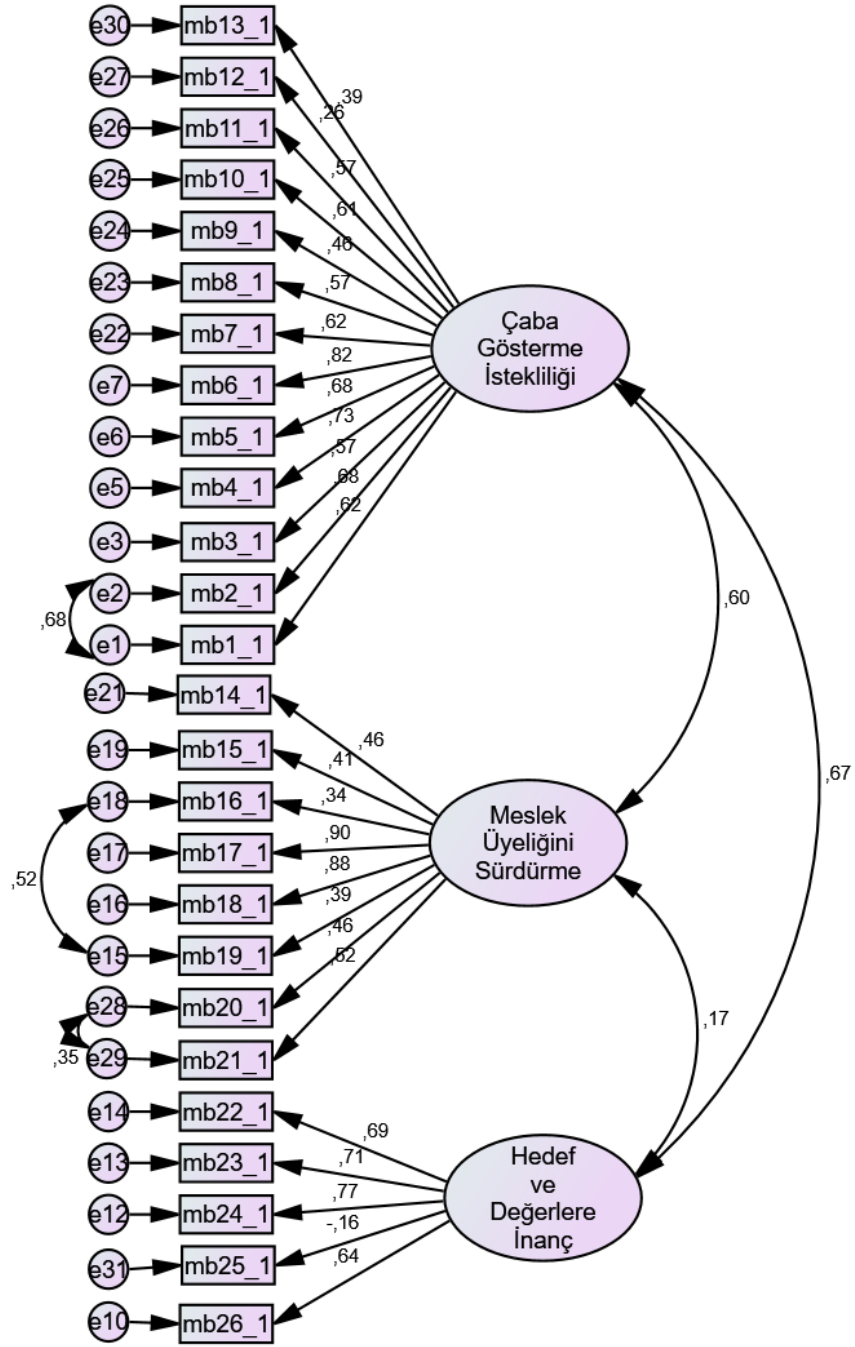 e30 mb13_1
e27 mb12_1
e26 mb11_1
e25 mb10_1
e24 mb9_1
e23 mb8_1
e22 mb7_1
e7 mb6_1
e6 mb5_1
e5 mb4_1
e3 mb3_1
e2 mb2_1
e1 mb1_1
,68
,39
,26
,57
,61
,46
,57
,62
,82
,68
,73
,57
,68
,62
Çaba
Gösterme
İstekliliği
e21 mb14_1
e19 mb15_1
e18 mb16_1
e17 mb17_1
e16 mb18_1
e15 mb19_1
e28 mb20_1
e29 mb21_1
,52
,35
,46
,41
,34
,90
,88
,39
,46
,52
Meslek
Üyeliğini
Sürdürme
e14 mb22_1
e13 mb23_1
e12 mb24_1
e31 mb25_1
e10 mb26_1
,69
,71
,77
-,16
,64
Hedef
ve
Değerlere
İnanç
,60
,67
,17